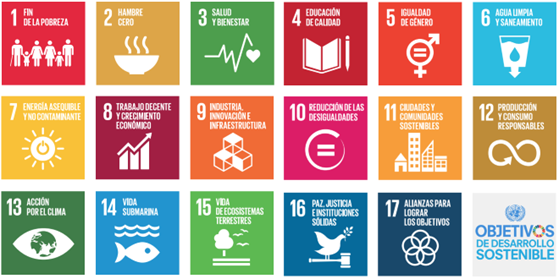 1 FIN
DE LA POBREZA
2 HAMBRE
CERO
3 SALUD
Y BIENESTAR
4 EDUCACIÓN
DE CALIDAD
5 IGUALDAD
DE GÉNERO
6 AGUA LIMPIA
Y SANEAMIENTO
7 ENERGÍA ASEQUIBLE
Y NO CONTAMINANTE
8 TRABAJO DECENTE
Y CRECIMIENTO
ECONÓMICO
9 INDUSTRIA,
INNOVACIÓN E
INFRAESTRUCTURA
10 REDUCCIÓN DE LAS
DESIGUALDADES
11 CIUDADES Y
COMUNIDADES
SOSTENIBLES
12 PRODUCCIÓN
Y CONSUMO
RESPONSABLES
13 ACCIÓN
POR EL CLIMA
14 VIDA
SUBMARINA
15 VIDA
DE ECOSISTEMAS
TERRESTRES
16 PAZ, JUSTICIA
E INSTITUCIONES
SÓLIDAS
17 ALIANZAS PARA
LOGRAR
LOS OBJETIVOS
OBJETIVOS
DE DESARROLLO
SOSTENIBLE